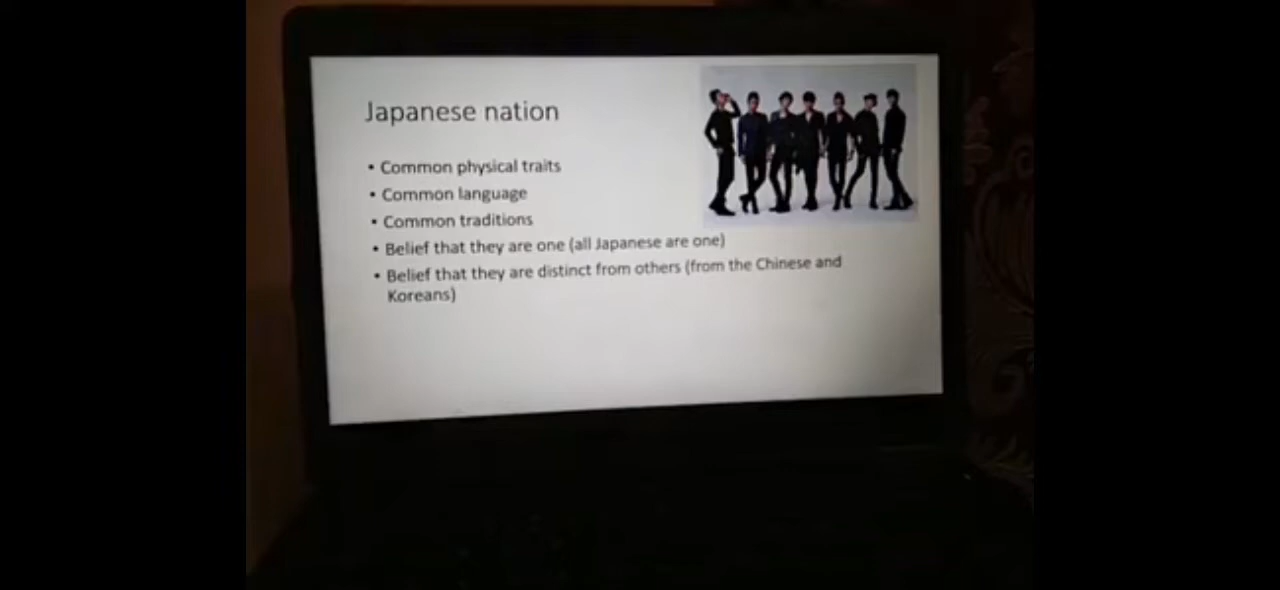 Japanese nation
• Common physical traits
• Common language
• Common traditions
• Belief that they are one (all Japanese are one)
• Belief that they are distinct from others (from the Chinese and
Koreans)